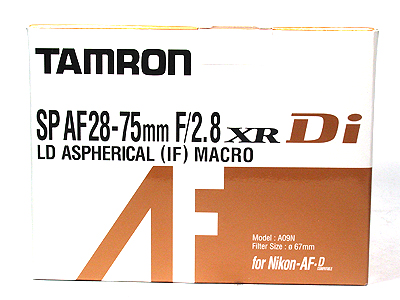 TAMRON
SP AF28-75mm F/2.8 XR Di
LD ASPHERICAL (IF) MACRO
AF
Model : A09N
Filter Size : ø 67mm
for Nikon-AF-D